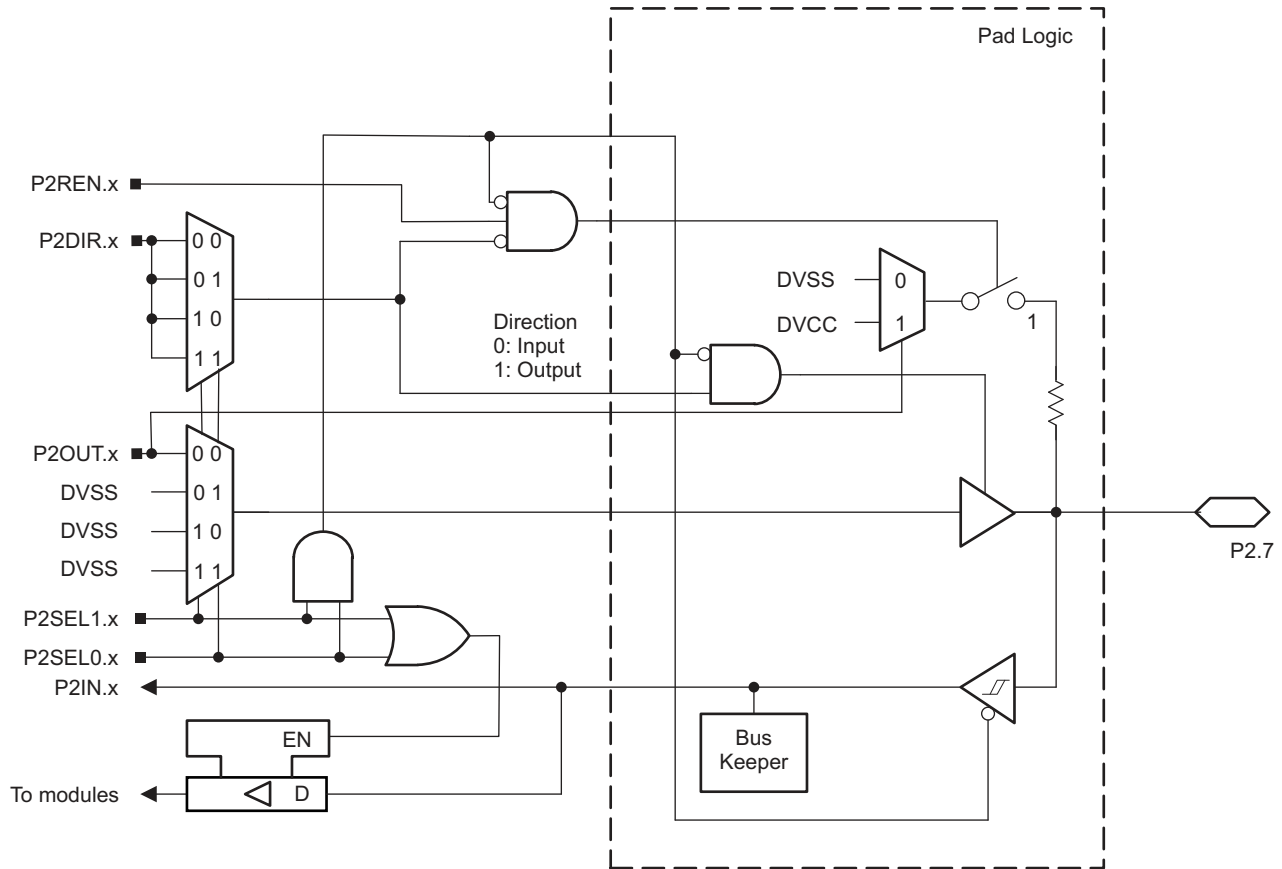 Pad Logic
P2REN.x
P2DIR.x
0 0
0 1
1 0
1 1
Direction
0: Input
1: Output
DVSS
0
DVCC
1
1
P2OUT.x
0 0
DVSS
0 1
DVSS
1 0
DVSS
1 1
P2.7
P2SEL1.x
P2SEL0.x
P2IN.x
EN
Bus
Keeper
To modules
D